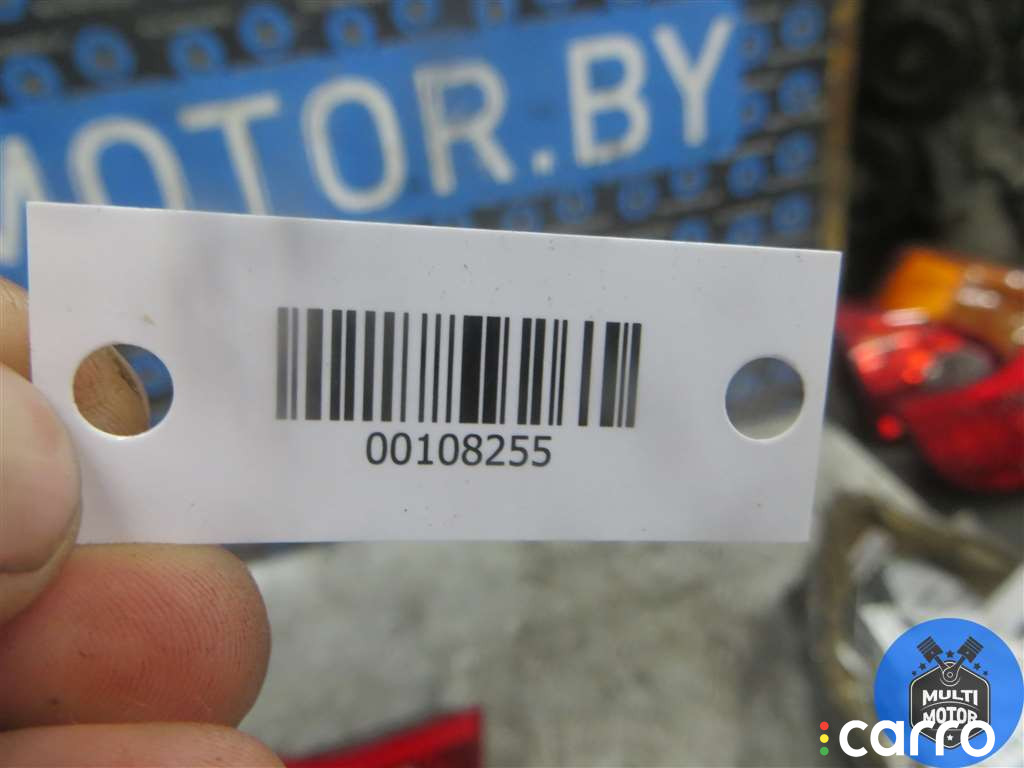 MOTOR.BY
00108255
MULTI
MOTOR
carro